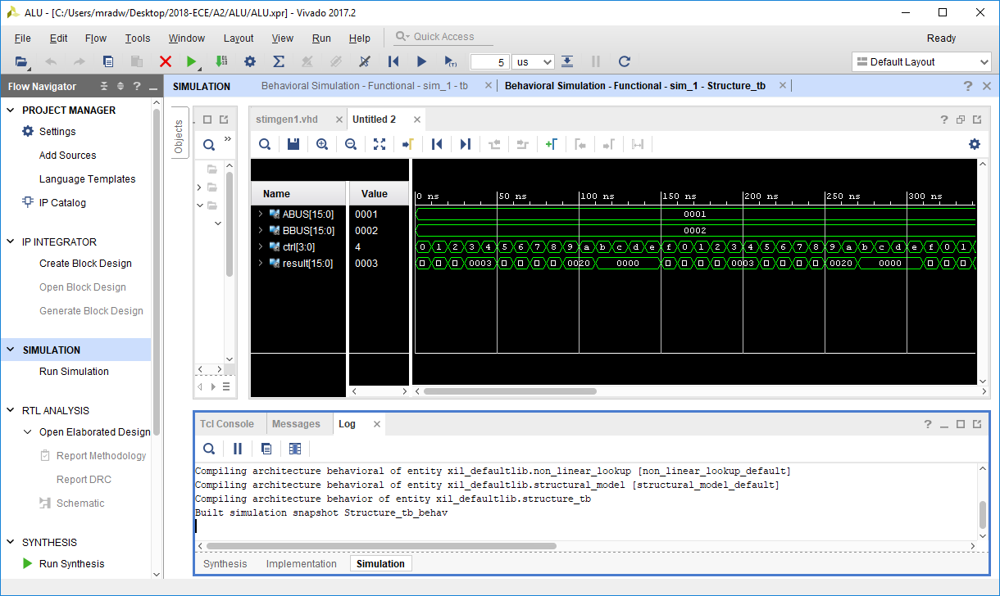 ALU - [C:/Users/mradw/Desktop/2018-ECE/A2/ALU/ALU.xpr] - Vivado 2017.2
File Edit Flow Tools Window Layout View Run Help Quick Access Ready
5 us Default Layout
Flow Navigator
SIMULATION Behavioral Simulation - Functional - sim_1 - tb Behavioral Simulation - Functional - sim_1 - Structure_tb
PROJECT MANAGER
Settings
Add Sources
Language Templates
IP Catalog
IP INTEGRATOR
Create Block Design
Open Block Design
Generate Block Design
SIMULATION
Run Simulation
RTL ANALYSIS
Open Elaborated Design
Report Methodology
Report DRC
Schematic
SYNTHESIS
Run Synthesis
Objects
stimgen1.vhd Untitled 2
Name Value
0 ns 50 ns 100 ns 150 ns 200 ns 250 ns 300 ns
ABUS[15:0] 0001 0001
BBUS[15:0] 0002 0002
ctrl[3:0] 4 0 1 2 3 4 5 6 7 8 9 a b c d e f 0 1 2 3 4 5 6 7 8 9 a b c d e f 0 1
result[15:0] 0003 0003 0020 0000 0003 0020 0000
Tcl Console Messages Log
Compiling architecture behavioral of entity xil_defaultlib.non_linear_lookup [non_linear_lookup_default]
Compiling architecture behavioral of entity xil_defaultlib.structural_model [structural_model_default]
Compiling architecture behavior of entity xil_defaultlib.structure_tb
Built simulation snapshot Structure_tb_behav
Synthesis Implementation Simulation